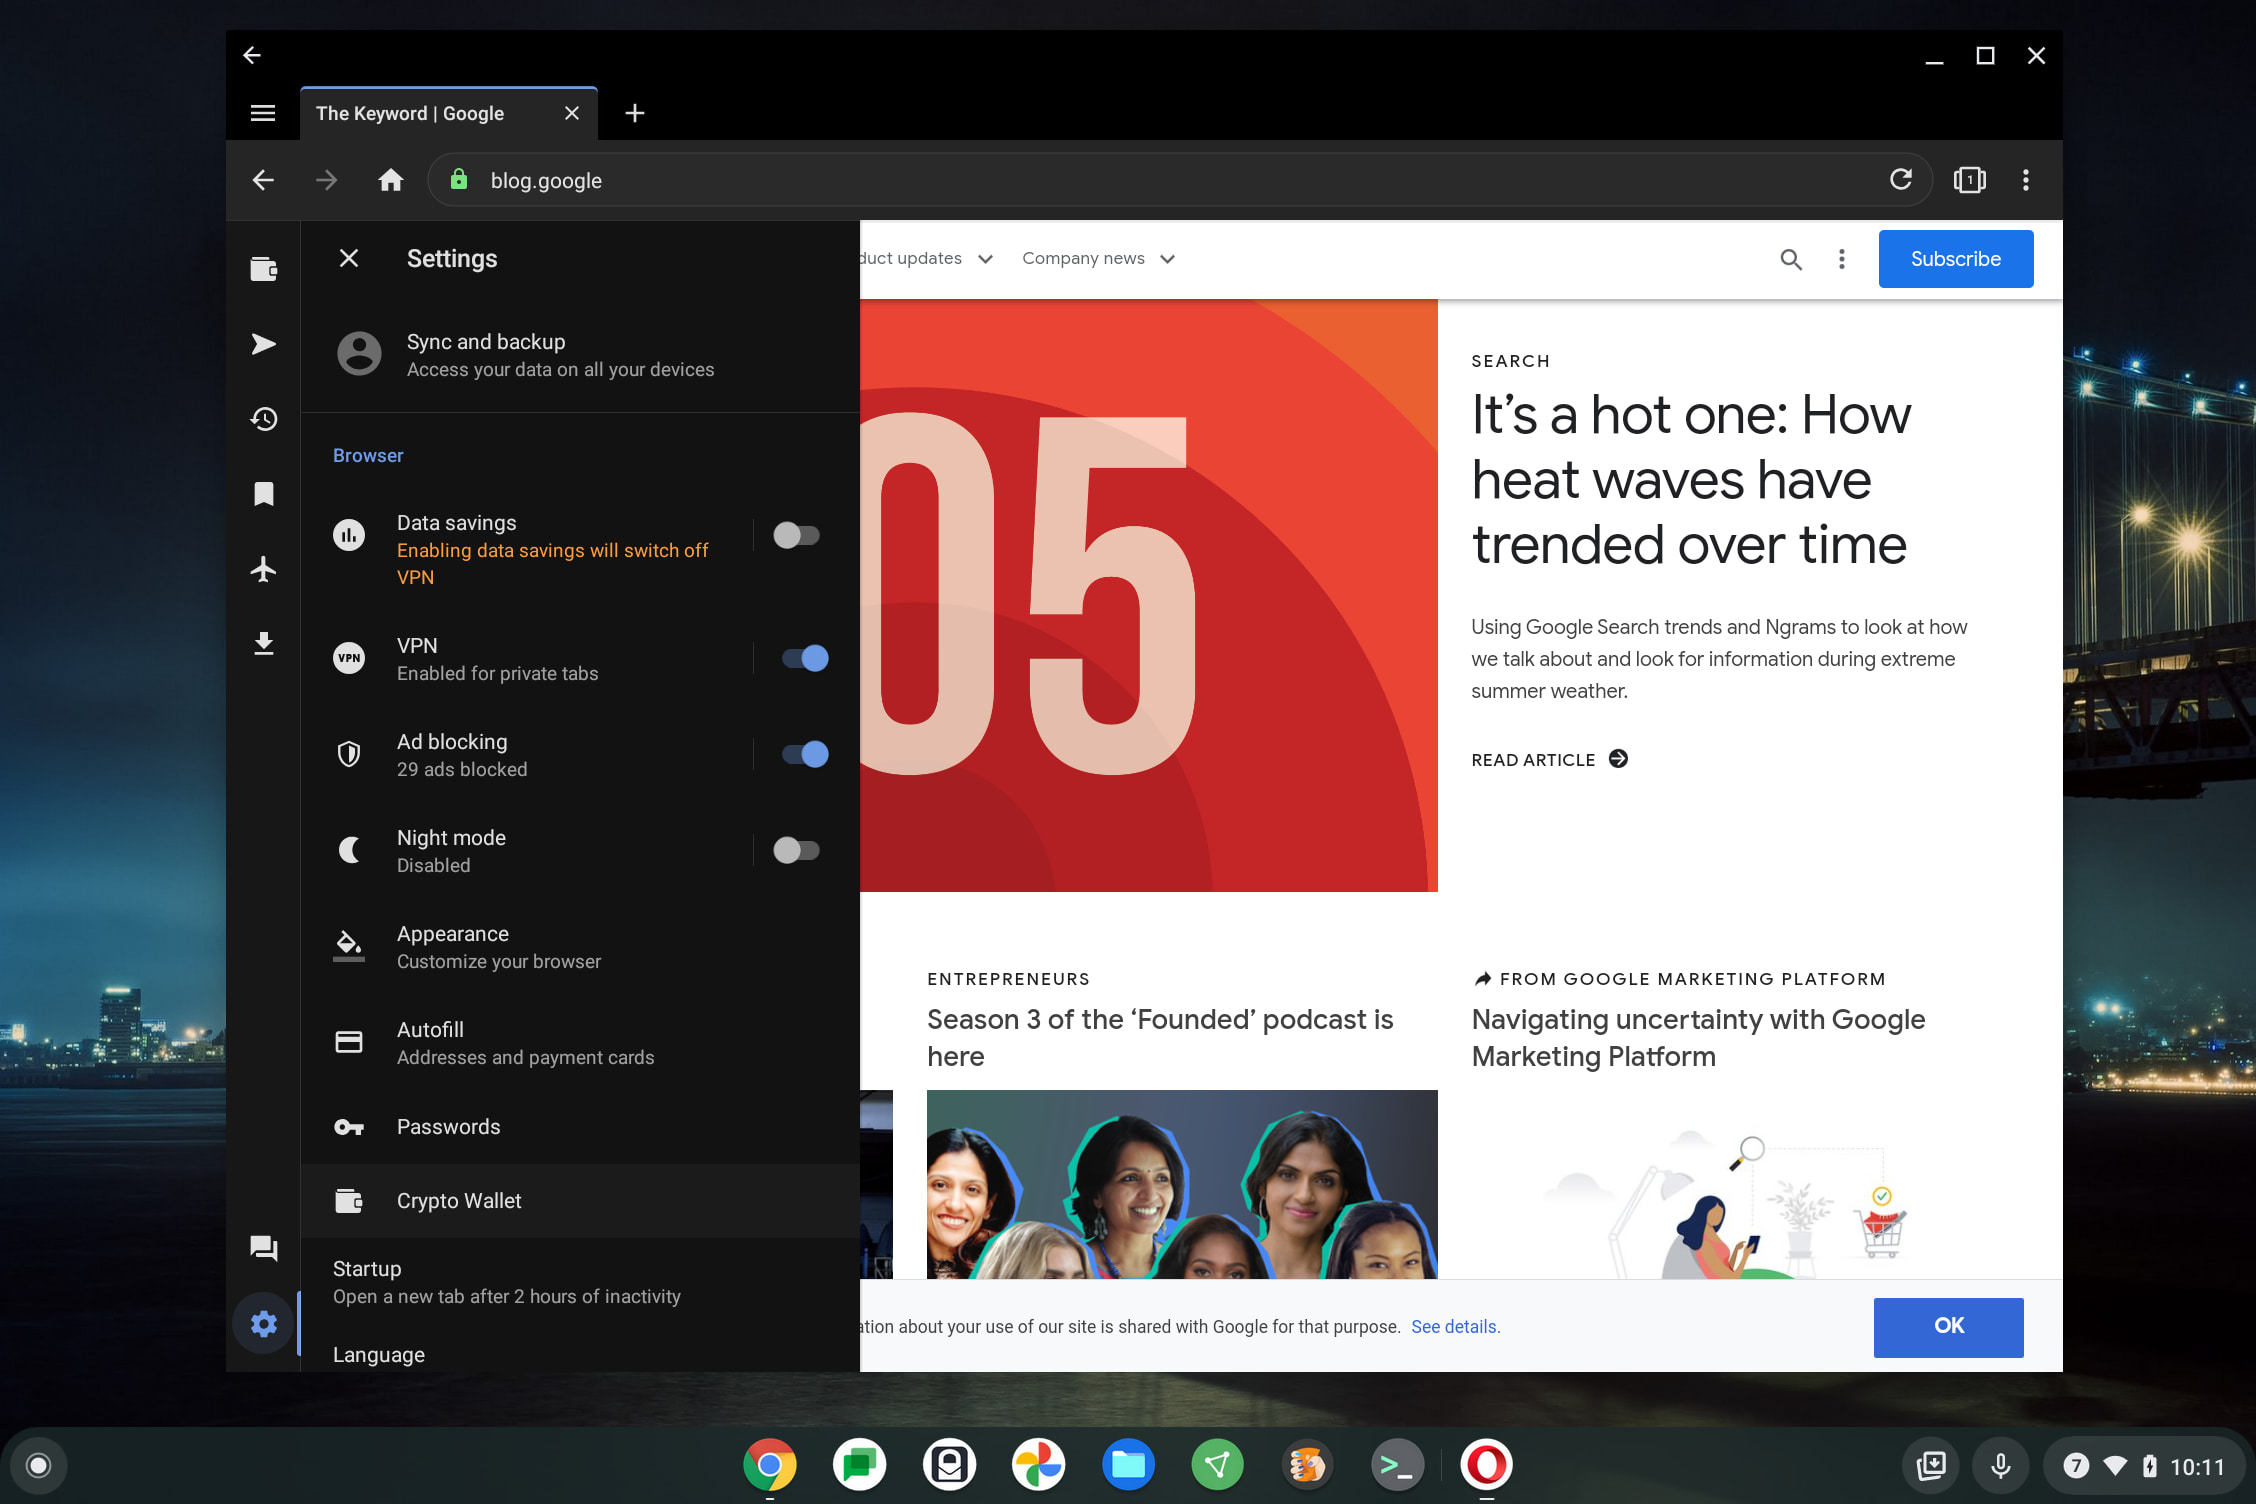 The Keyword | Google
blog.google
1
Settings
Sync and backup
Access your data on all your devices
Browser
Data savings
Enabling data savings will switch off
VPN
VPN
VPN
Enabled for private tabs
Ad blocking
29 ads blocked
Night mode
Disabled
Appearance
Customize your browser
Autofill
Addresses and payment cards
Passwords
Crypto Wallet
Startup
Open a new tab after 2 hours of inactivity
Language
duct updates
Company news
Subscribe
05
SEARCH
It’s a hot one: How
heat waves have
trended over time
Using Google Search trends and Ngrams to look at how
we talk about and look for information during extreme
summer weather.
READ ARTICLE
ENTREPRENEURS
Season 3 of the ‘Founded’ podcast is
here
FROM GOOGLE MARKETING PLATFORM
Navigating uncertainty with Google
Marketing Platform
ation about your use of our site is shared with Google for that purpose. See details.
OK
7
10:11